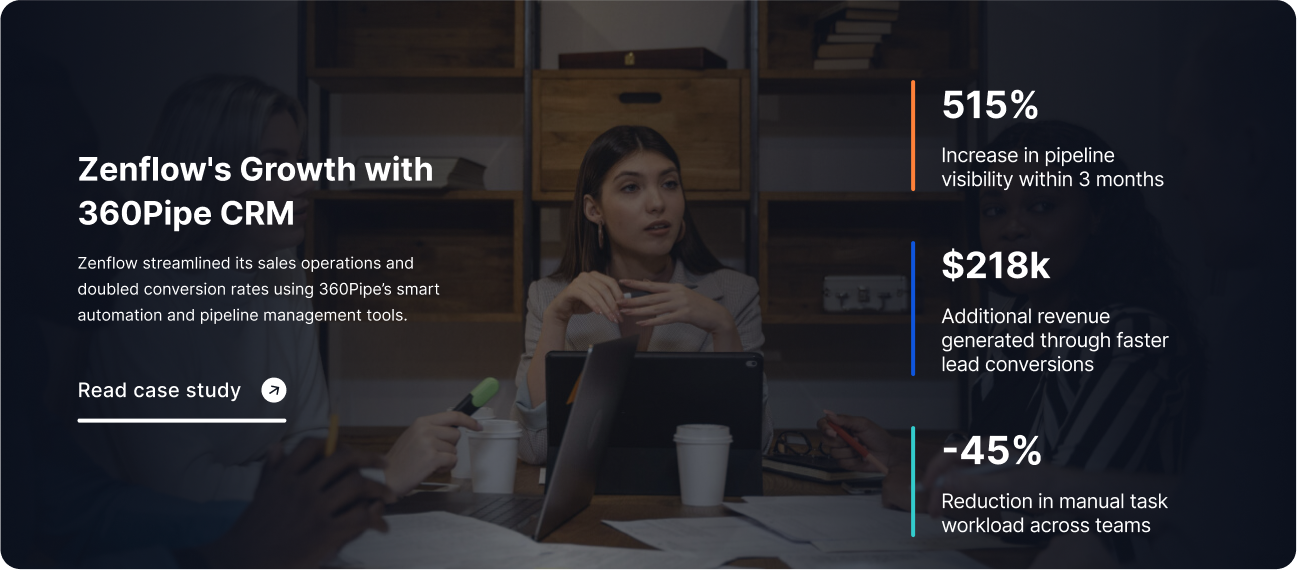 Zenflow's Growth with
360Pipe CRM
Zenflow streamlined its sales operations and
doubled conversion rates using 360Pipe’s smart
automation and pipeline management tools.
Read case study
515%
Increase in pipeline
visibility within 3 months
$218k
Additional revenue
generated through faster
lead conversions
-45%
Reduction in manual task
workload across teams